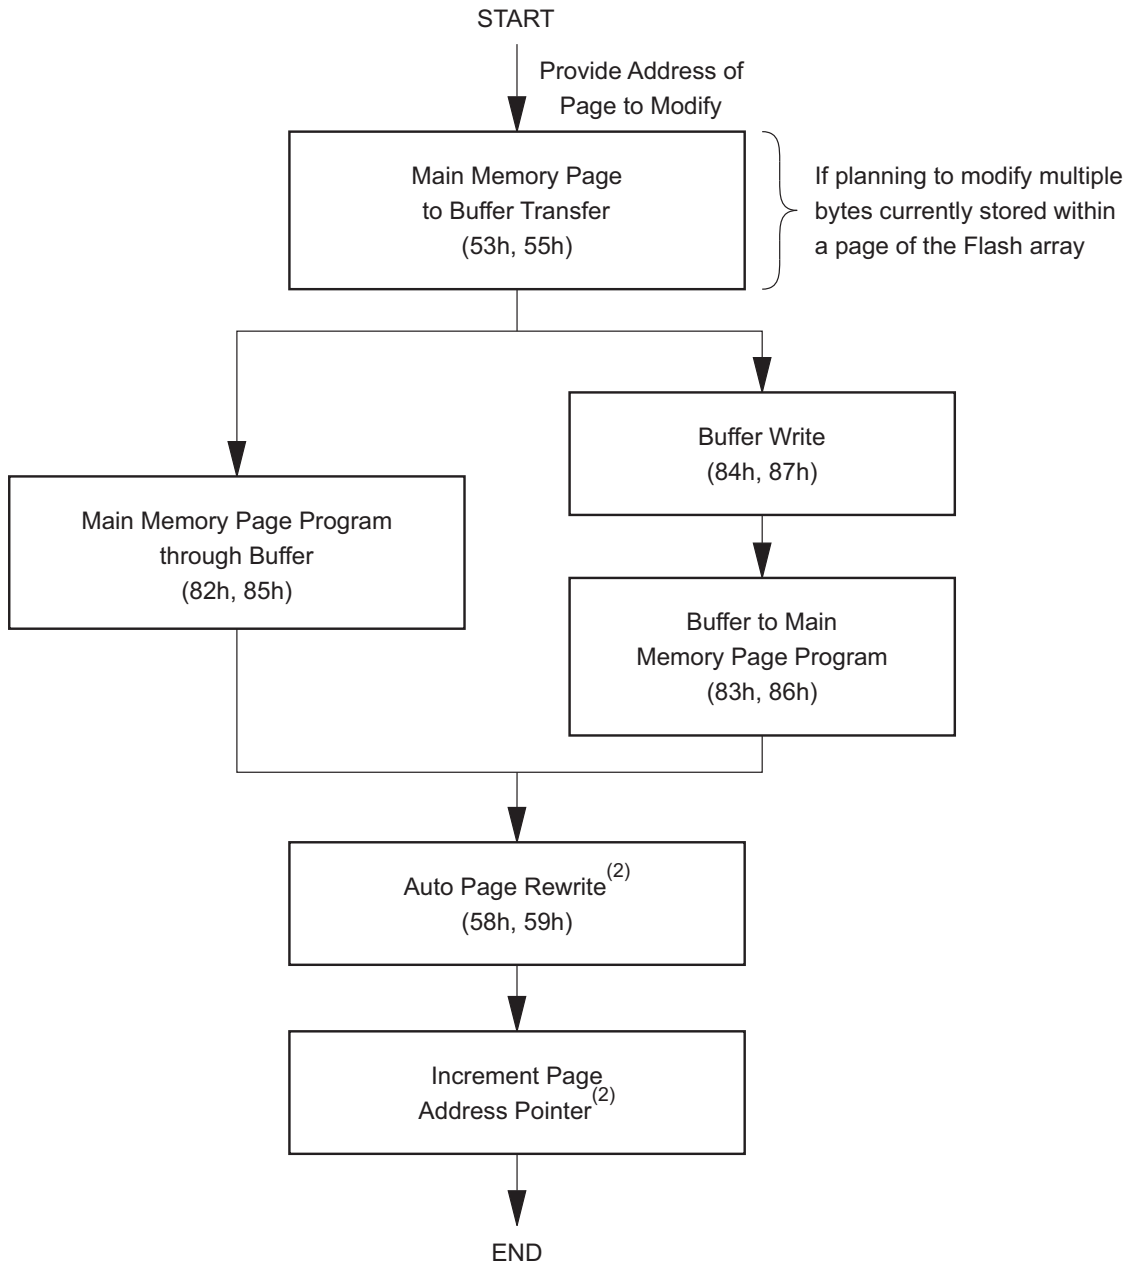 START
Provide Address of
Page to Modify
Main Memory Page
to Buffer Transfer
(53h, 55h)
If planning to modify multiple
bytes currently stored within
a page of the Flash array
Main Memory Page Program
through Buffer
(82h, 85h)
Buffer Write
(84h, 87h)
Buffer to Main
Memory Page Program
(83h, 86h)
Auto Page Rewrite(2)
(58h, 59h)
Increment Page
Address Pointer(2)
END